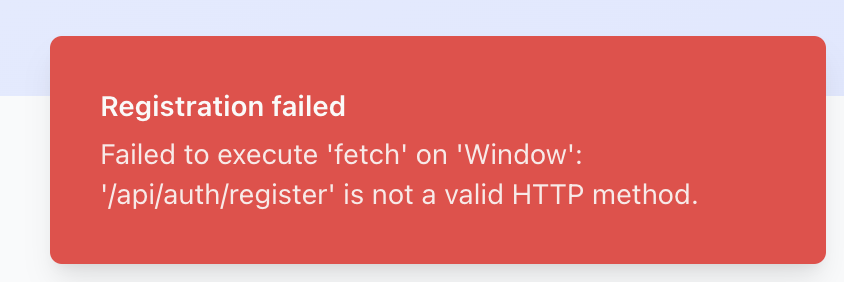 Registration failed
Failed to execute 'fetch' on 'Window':
'/api/auth/register' is not a valid HTTP method.